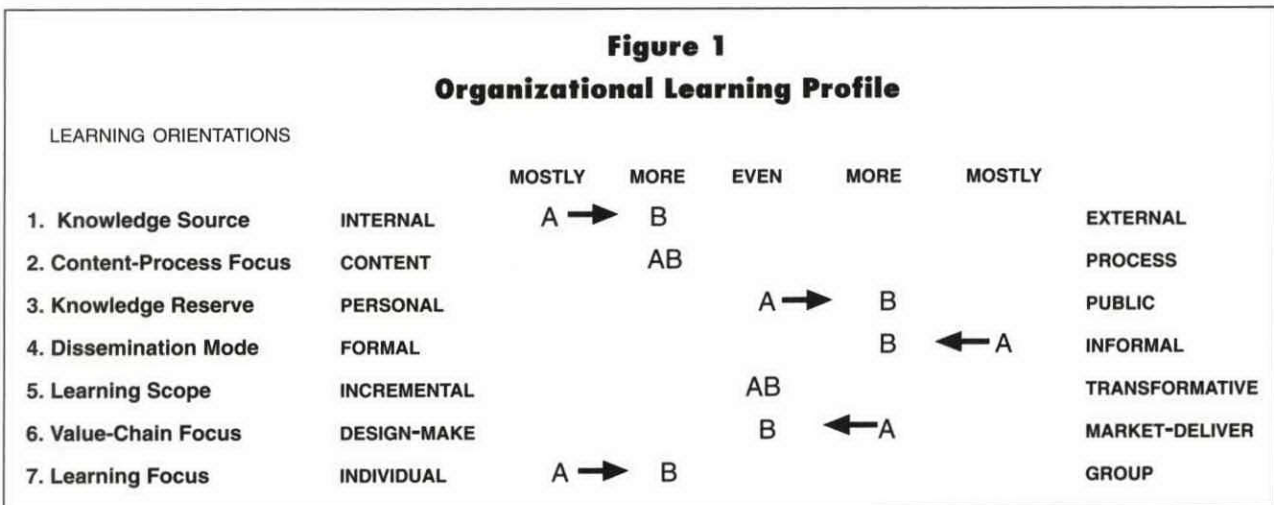 Figure 1
Organizational Learning Profile
LEARNING ORIENTATIONS
MOSTLY MORE EVEN MORE MOSTLY
1. Knowledge Source INTERNAL A B EXTERNAL
2. Content-Process Focus CONTENT AB PROCESS
3. Knowledge Reserve PERSONAL A B PUBLIC
4. Dissemination Mode FORMAL B A INFORMAL
5. Learning Scope INCREMENTAL AB TRANSFORMATIVE
6. Value-Chain Focus DESIGN-MAKE B A MARKET-DELIVER
7. Learning Focus INDIVIDUAL A B GROUP